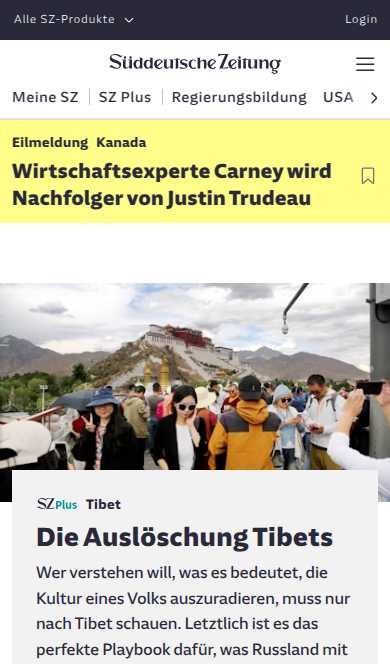 Alle SZ-Produkte
Login
Süddeutsche Zeitung
Meine SZ
SZ Plus
Regierungsbildung
USA
Eilmeldung Kanada
Wirtschaftsexperte Carney wird
Nachfolger von Justin Trudeau
SZ Plus Tibet
Die Auslöschung Tibets
Wer verstehen will, was es bedeutet, die
Kultur eines Volks auszuradieren, muss nur
nach Tibet schauen. Letztlich ist es das
perfekte Playbook dafür, was Russland mit